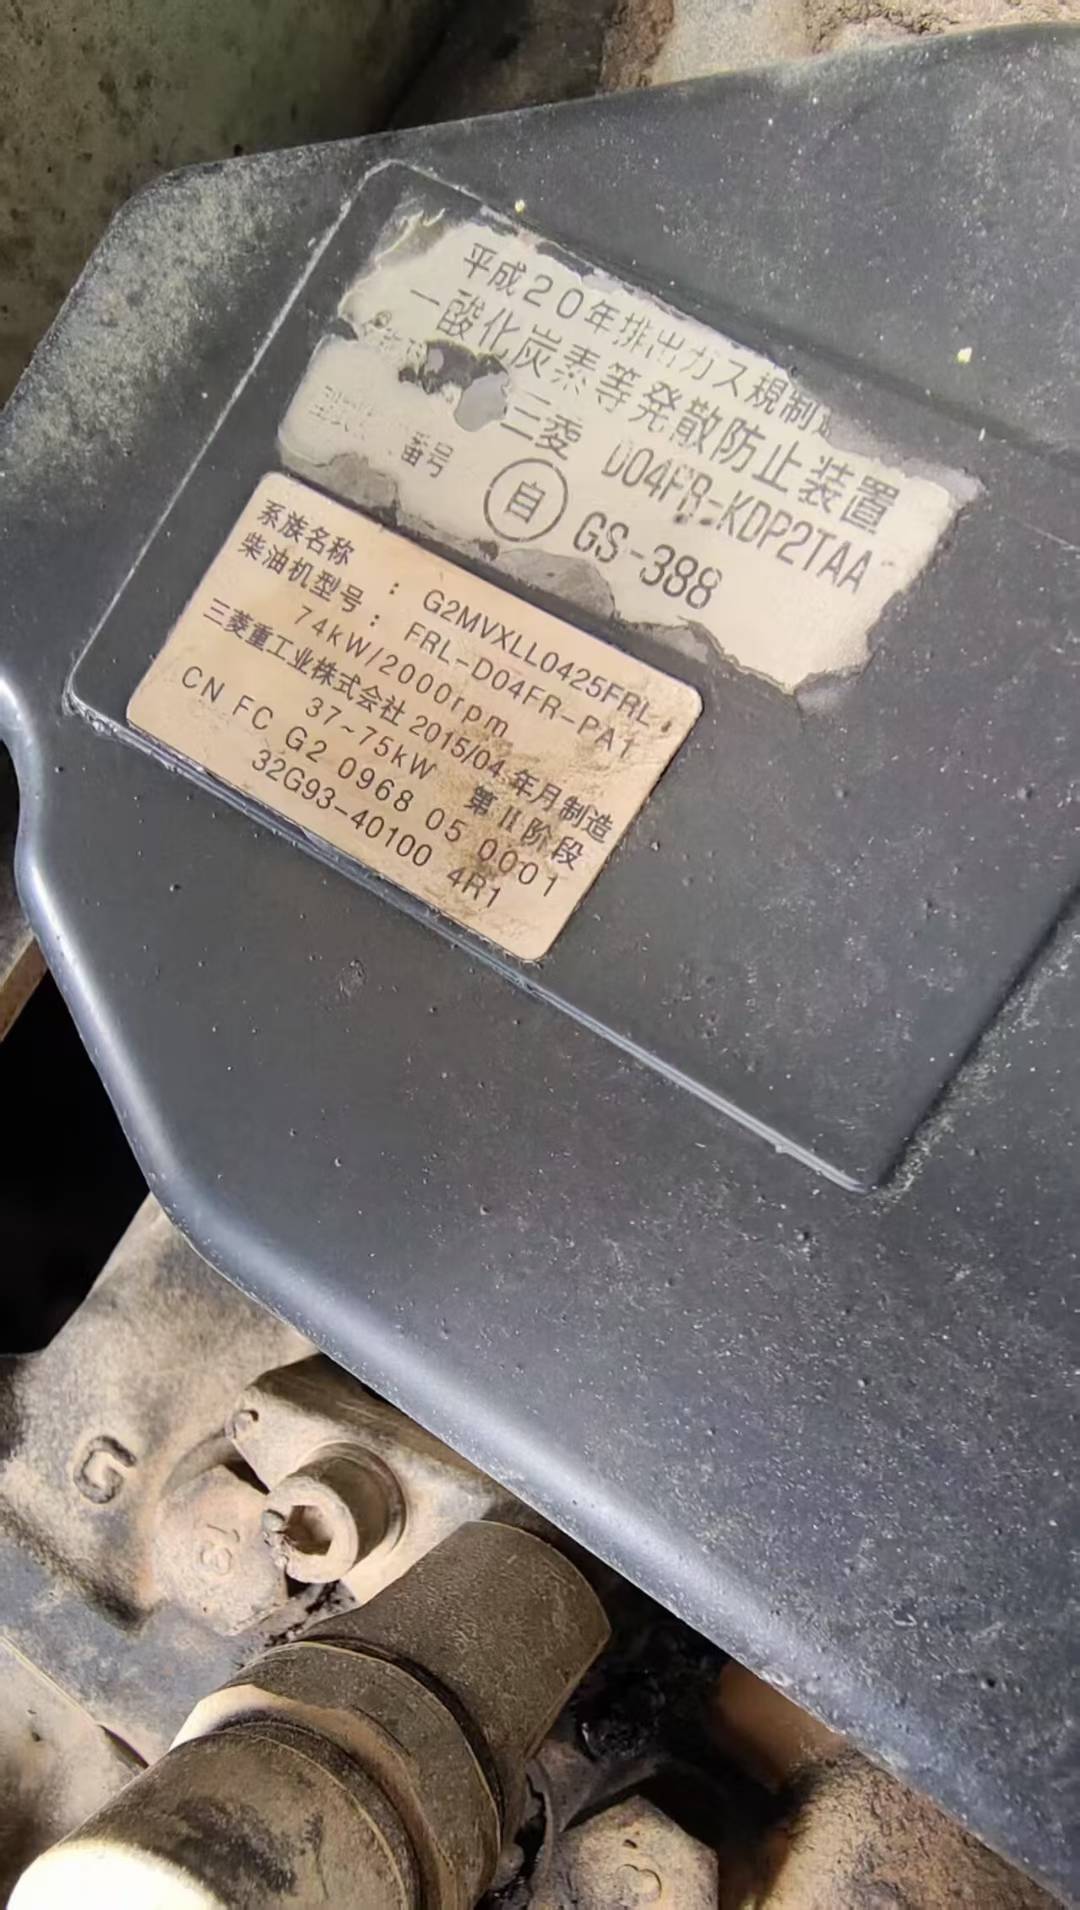 平成20年排出ガス規制
一酸化炭素等発散防止装置
三菱 D04FR-KDP2TAA
番号 自 GS-388
系族名称 : G2MVXLL0425FRL
柴油机型号: FRL-D04FR-PA1
74kW/2000rpm
三菱重工业株式会社 2015/04 年月制造
37~75kW 第II阶段
CN FC G2 0968 05 0001
32G93-40100 4R1
G
13
3